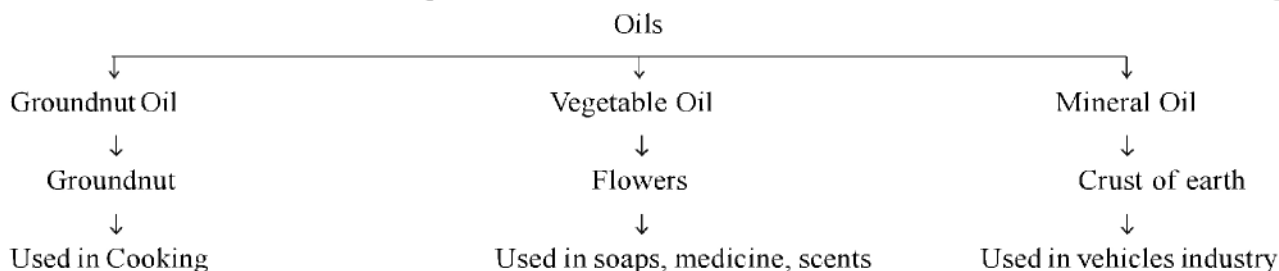 Oils
Groundnut Oil Vegetable Oil Mineral Oil
Groundnut Flowers Crust of earth
Used in Cooking Used in soaps, medicine, scents Used in vehicles industry